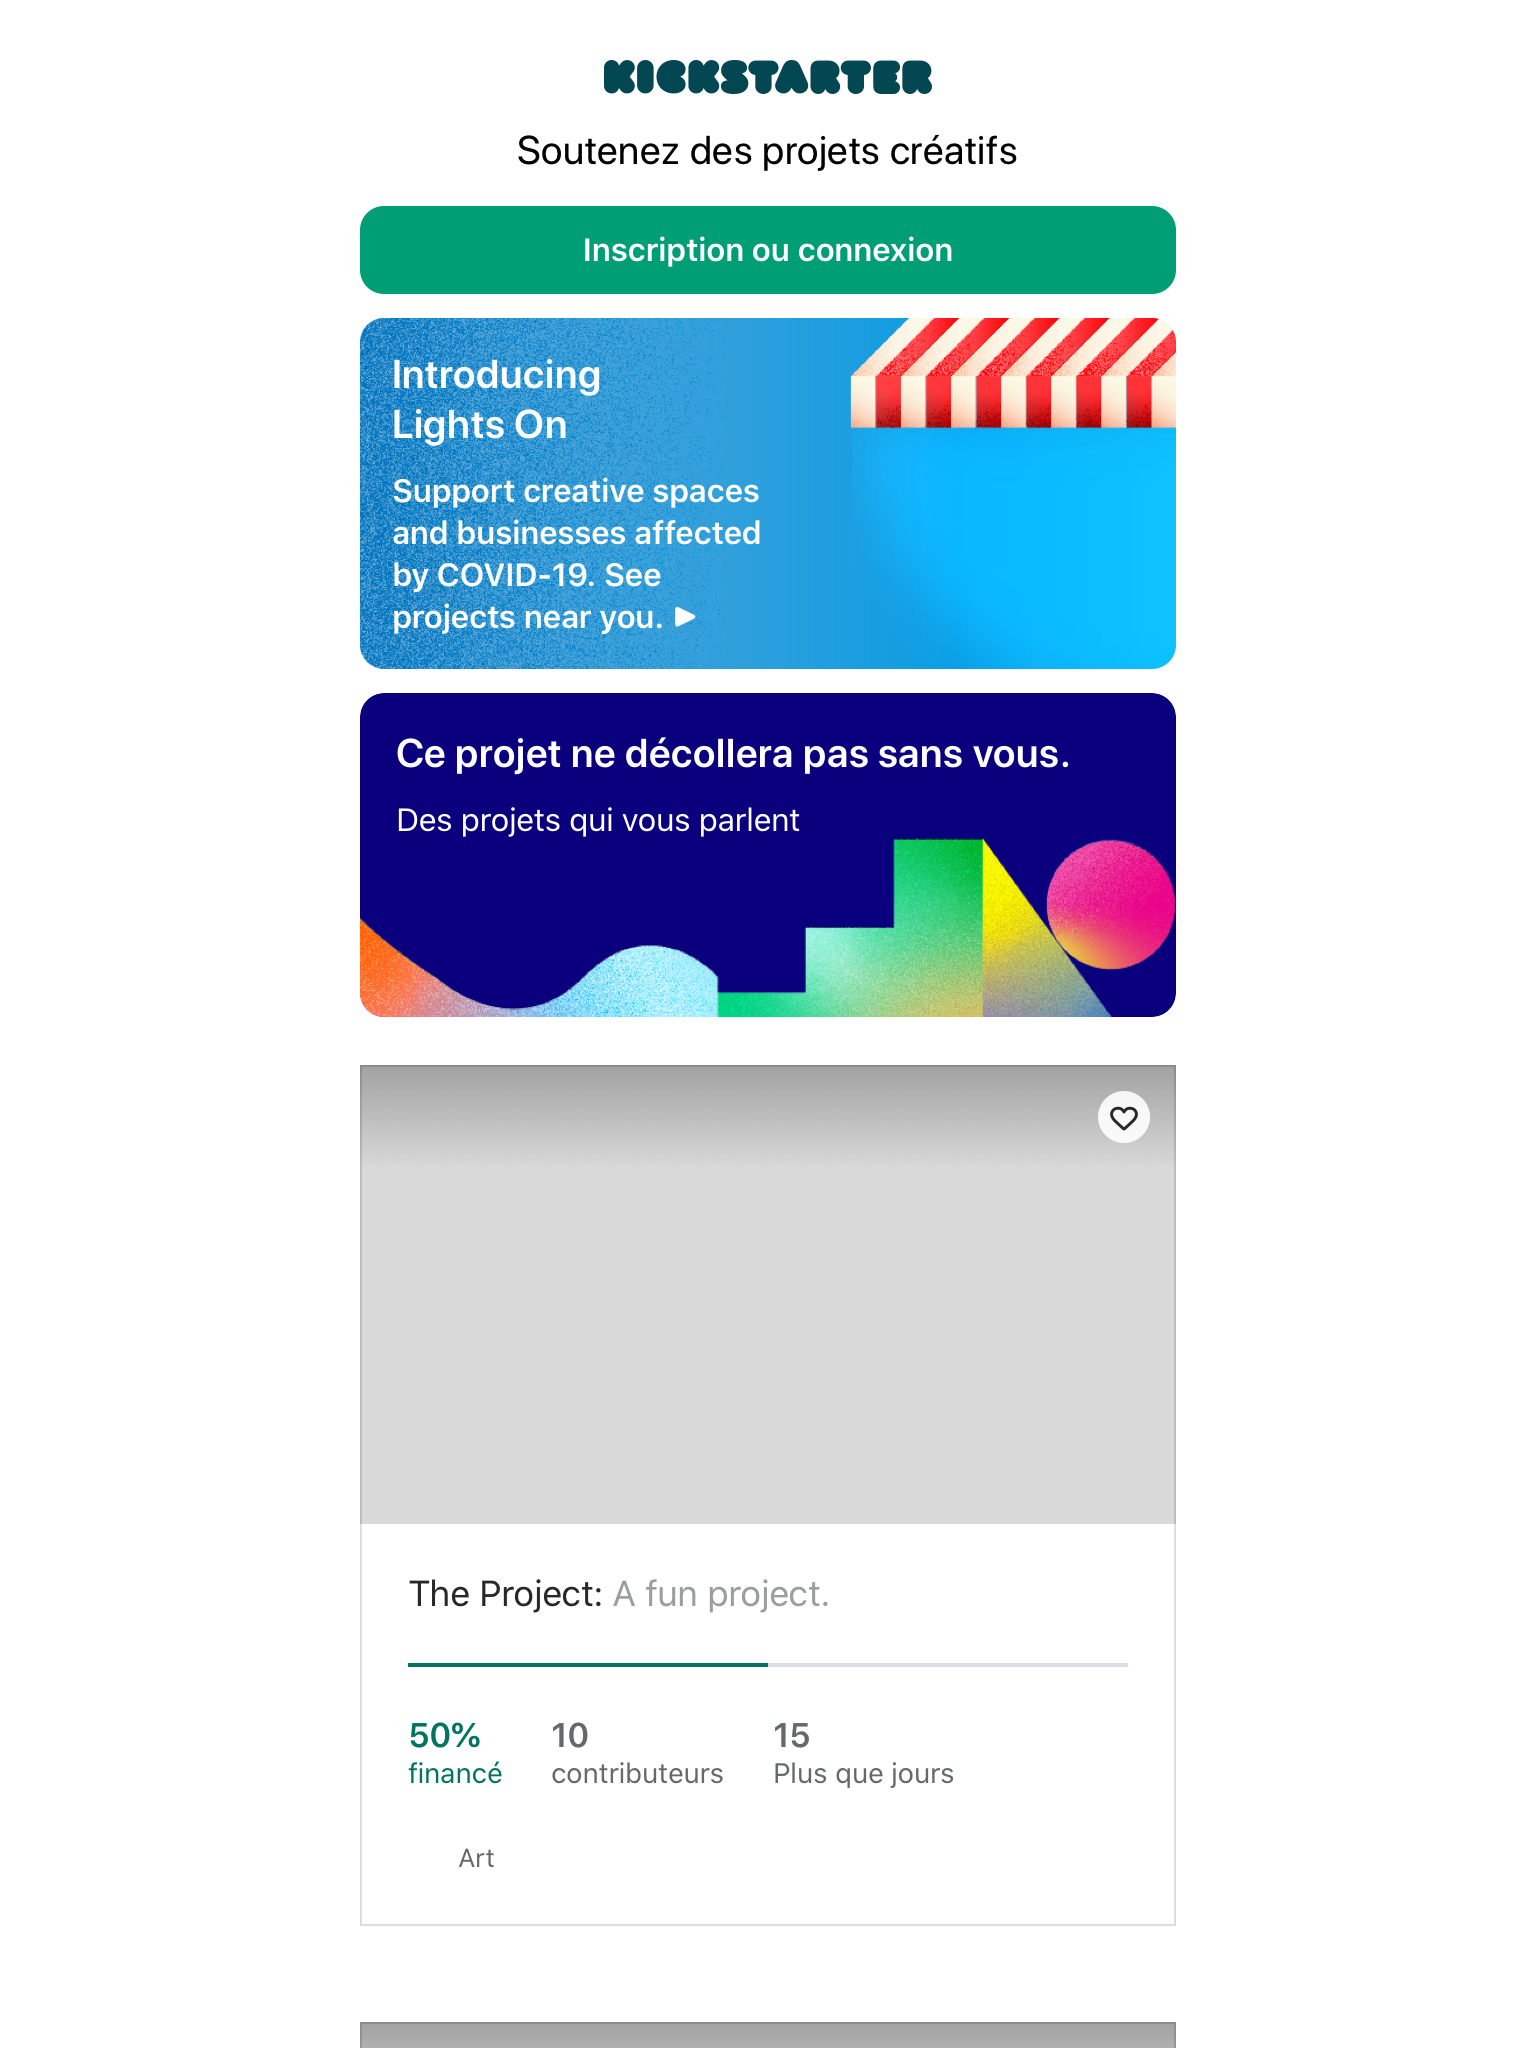 KICKSTARTER
Soutenez des projets créatifs
Inscription ou connexion
Introducing
Lights On
Support creative spaces
and businesses affected
by COVID-19. See
projects near you.
Ce projet ne décollera pas sans vous.
Des projets qui vous parlent
The Project: A fun project.
50%
financé
10
contributeurs
15
Plus que jours
Art